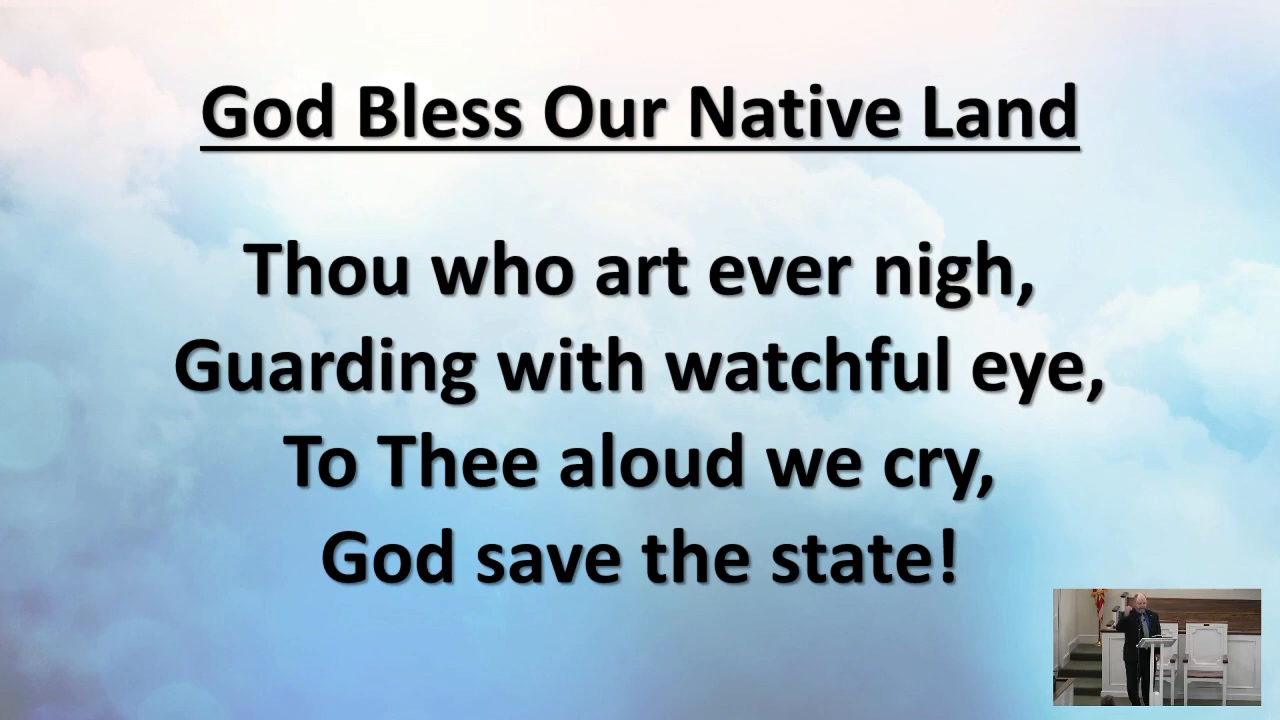 God Bless Our Native Land
Thou who art ever nigh,
Guarding with watchful eye,
To Thee aloud we cry,
God save the state!